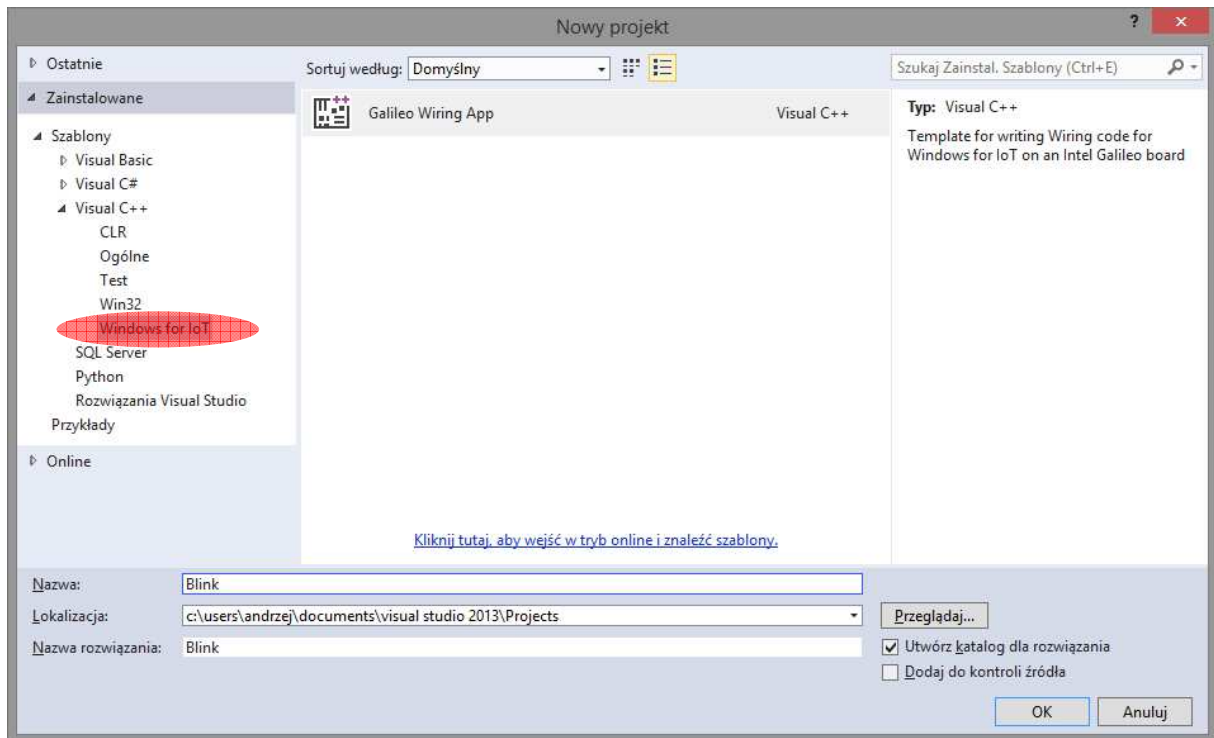 Nowy projekt
?
Ostatnie
Zainstalowane
Szablony
Visual Basic
Visual C#
Visual C++
CLR
Ogólne
Test
Win32
Windows for IoT
SQL Server
Python
Rozwiązania Visual Studio
Przykłady
Online
Sortuj według: Domyślny
Galileo Wiring App Visual C++
Kliknij tutaj, aby wejść w tryb online i znaleźć szablony.
Szukaj Zainstal. Szablony (Ctrl+E)
Typ: Visual C++
Template for writing Wiring code for
Windows for IoT on an Intel Galileo board
Nazwa: Blink
Lokalizacja: c:\users\andrzej\documents\visual studio 2013\Projects
Przeglądaj...
Nazwa rozwiązania: Blink
Utwórz katalog dla rozwiązania
Dodaj do kontroli źródła
OK Anuluj